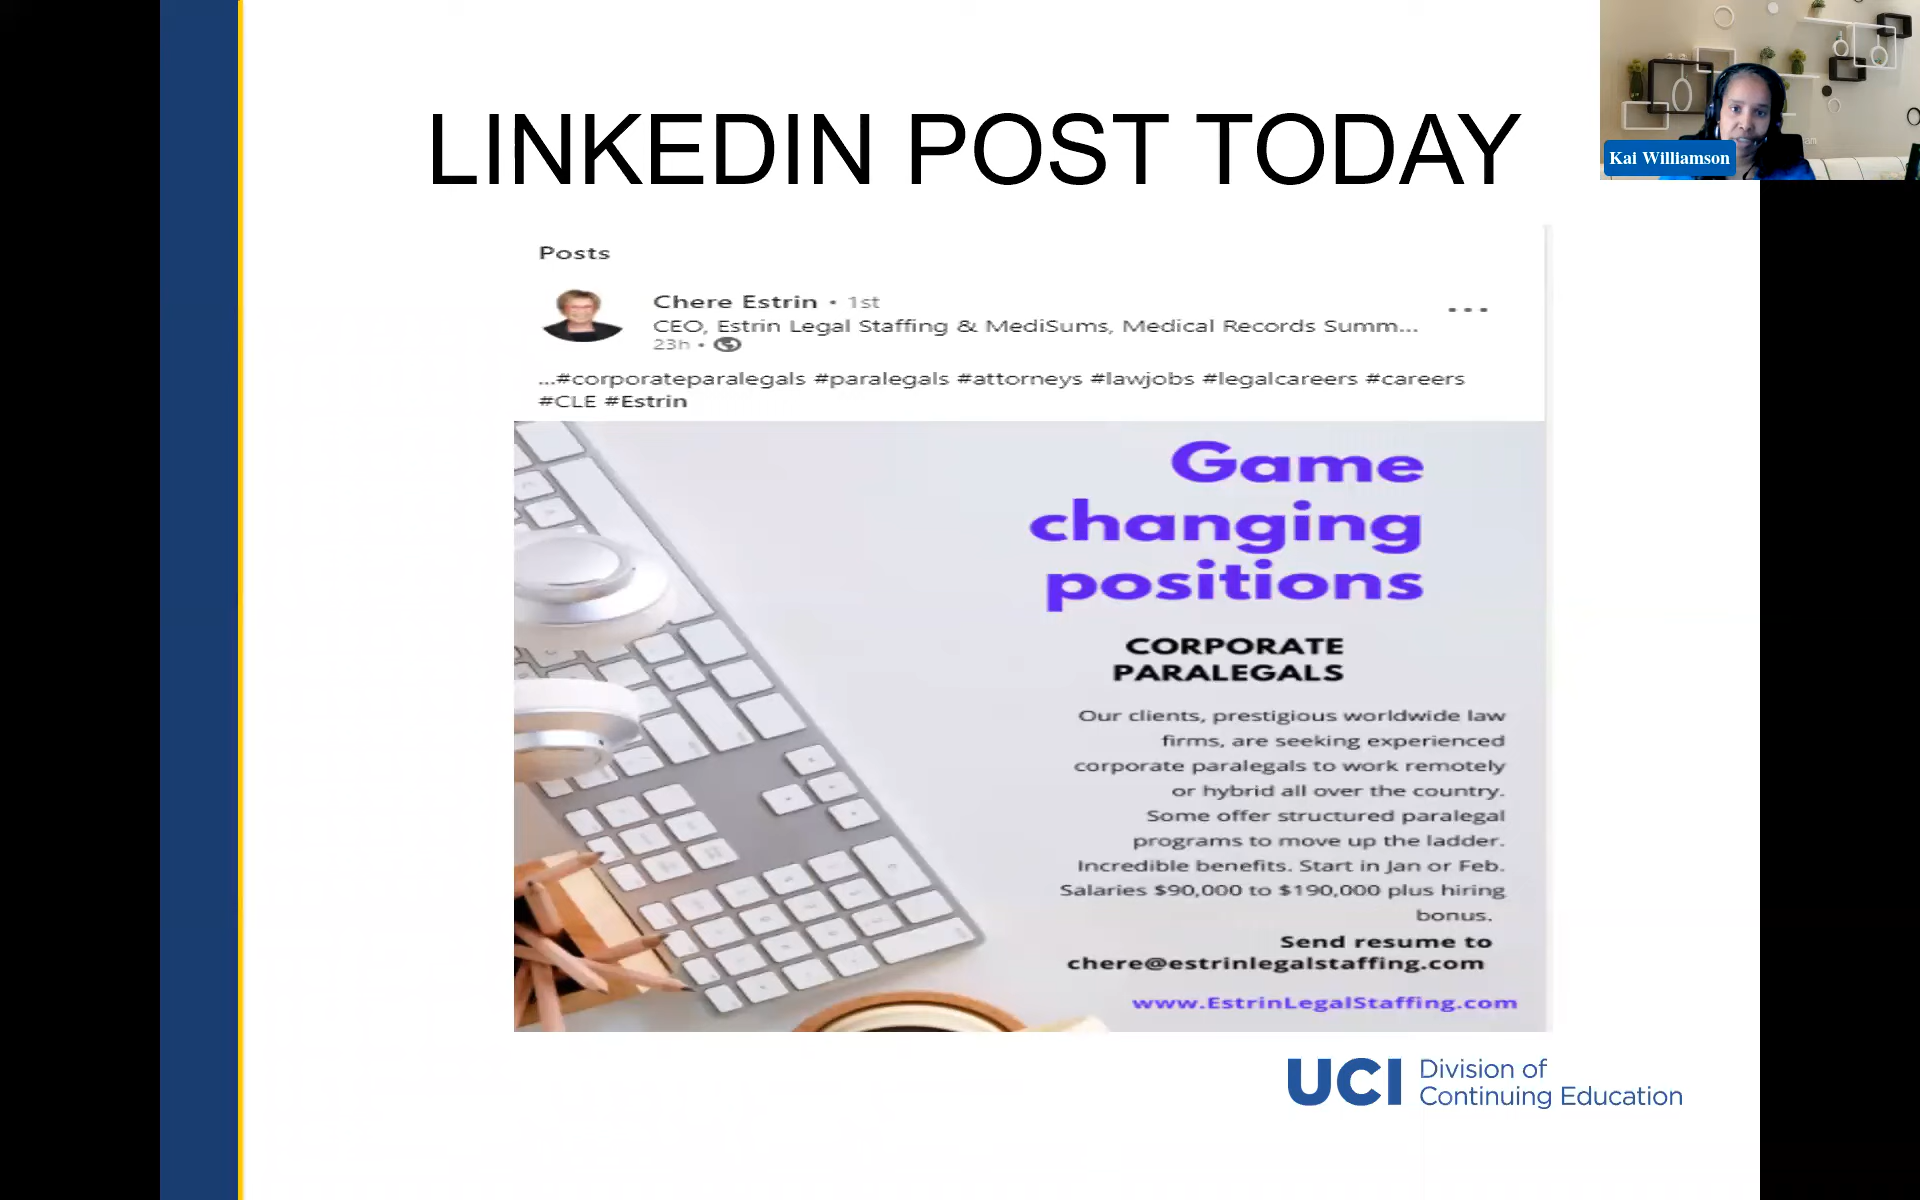 LINKEDIN POST TODAY
Kai Williamson
Posts
Chere Estrin • 1st
CEO, Estrin Legal Staffing & MediSums, Medical Records Summ...
23h •
...#corporateparalegals #paralegals #attorneys #lawjobs #legalcareers #careers
#CLE #Estrin
Game
changing
positions
CORPORATE
PARALEGALS
Our clients, prestigious worldwide law
firms, are seeking experienced
corporate paralegals to work remotely
or hybrid all over the country.
Some offer structured paralegal
programs to move up the ladder.
Incredible benefits. Start in Jan or Feb.
Salaries $90,000 to $190,000 plus hiring
bonus.
Send resume to
chere@estrinlegalstaffing.com
www.EstrinLegalStaffing.com
UCI Division of
Continuing Education